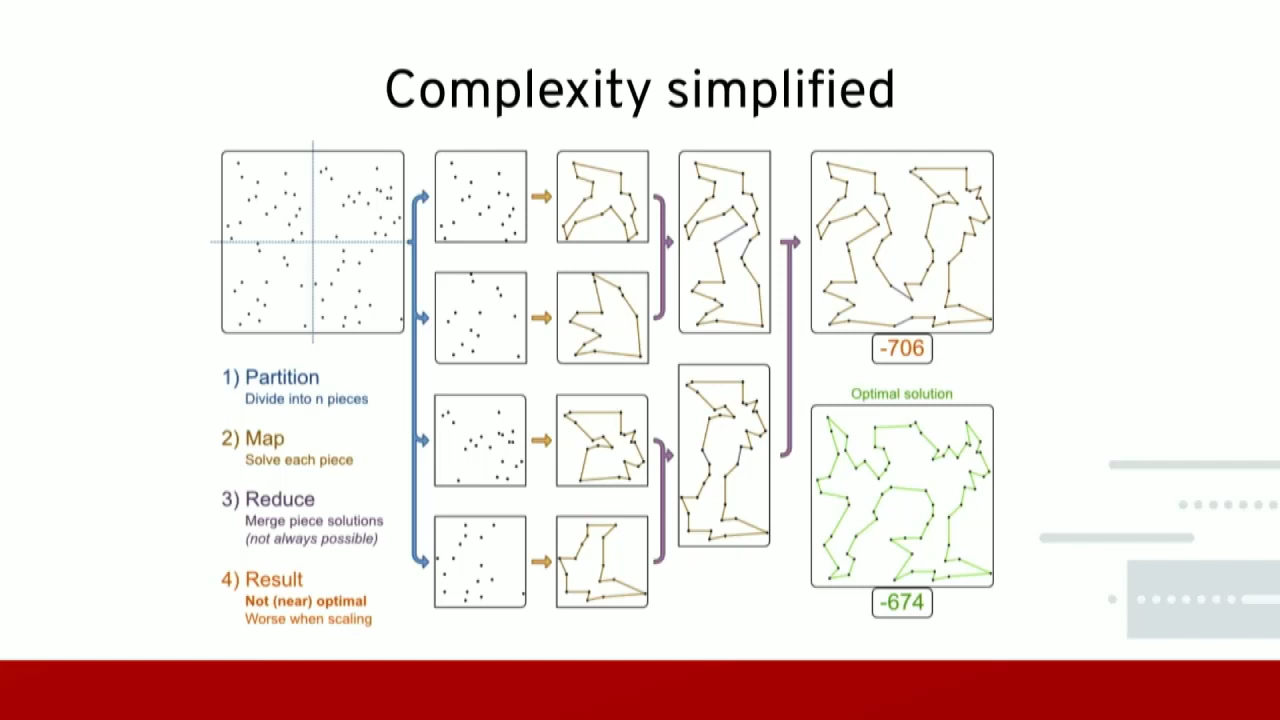 Complexity simplified
1) Partition
Divide into n pieces
2) Map
Solve each piece
3) Reduce
Merge piece solutions
(not always possible)
4) Result
Not (near) optimal
Worse when scaling
-706
Optimal solution
-674